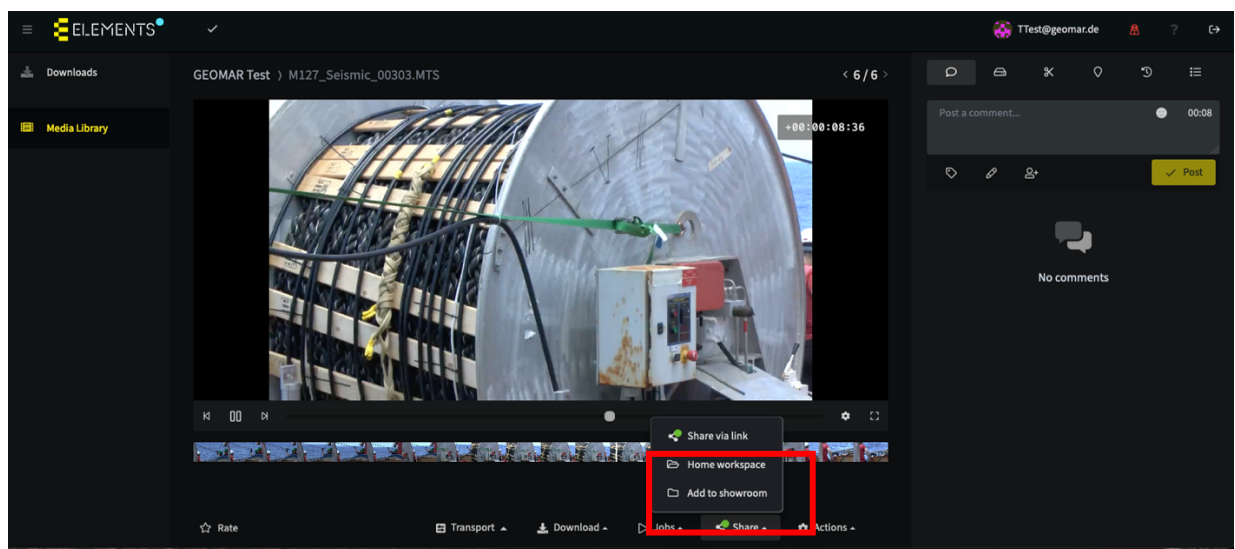 ELEMENTS
TTest@geomar.de
?
Downloads
Media Library
GEOMAR Test 〉 M127_Seismic_00303.MTS
< 6 / 6 >
+00:00:08:36
Post a comment...
00:08
Post
No comments
Share via link
Home workspace
Add to showroom
Rate
Transport
Download
Jobs
Share
Actions